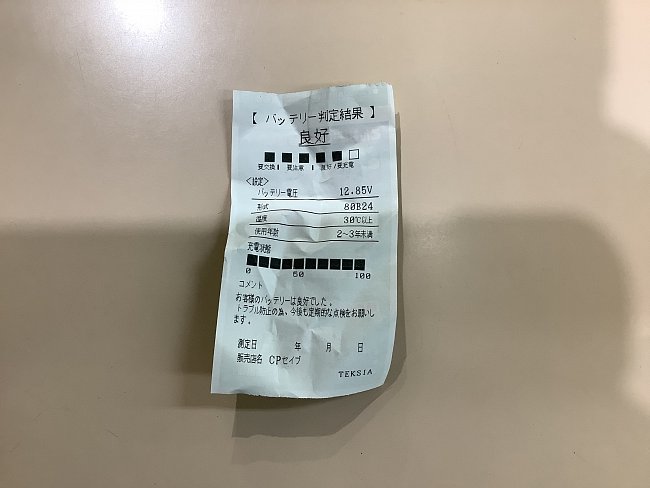 【 バッテリー判定結果 】
良好
■ ■ ■ ■ ■ □
要交換 | 要注意 | 良好/要充電
<設定>
バッテリー電圧 12.85V
形式 80B24
温度 30℃以上
使用年数 2~3年未満
充電状態
■■■■■■■■■■
0 50 100
コメント
お客様のバッテリーは良好でした。
トラブル防止の為、今後も定期的な点検をお願いし
ます。
測定日 年 月 日
販売店名 CPセイブ
TEKSIA